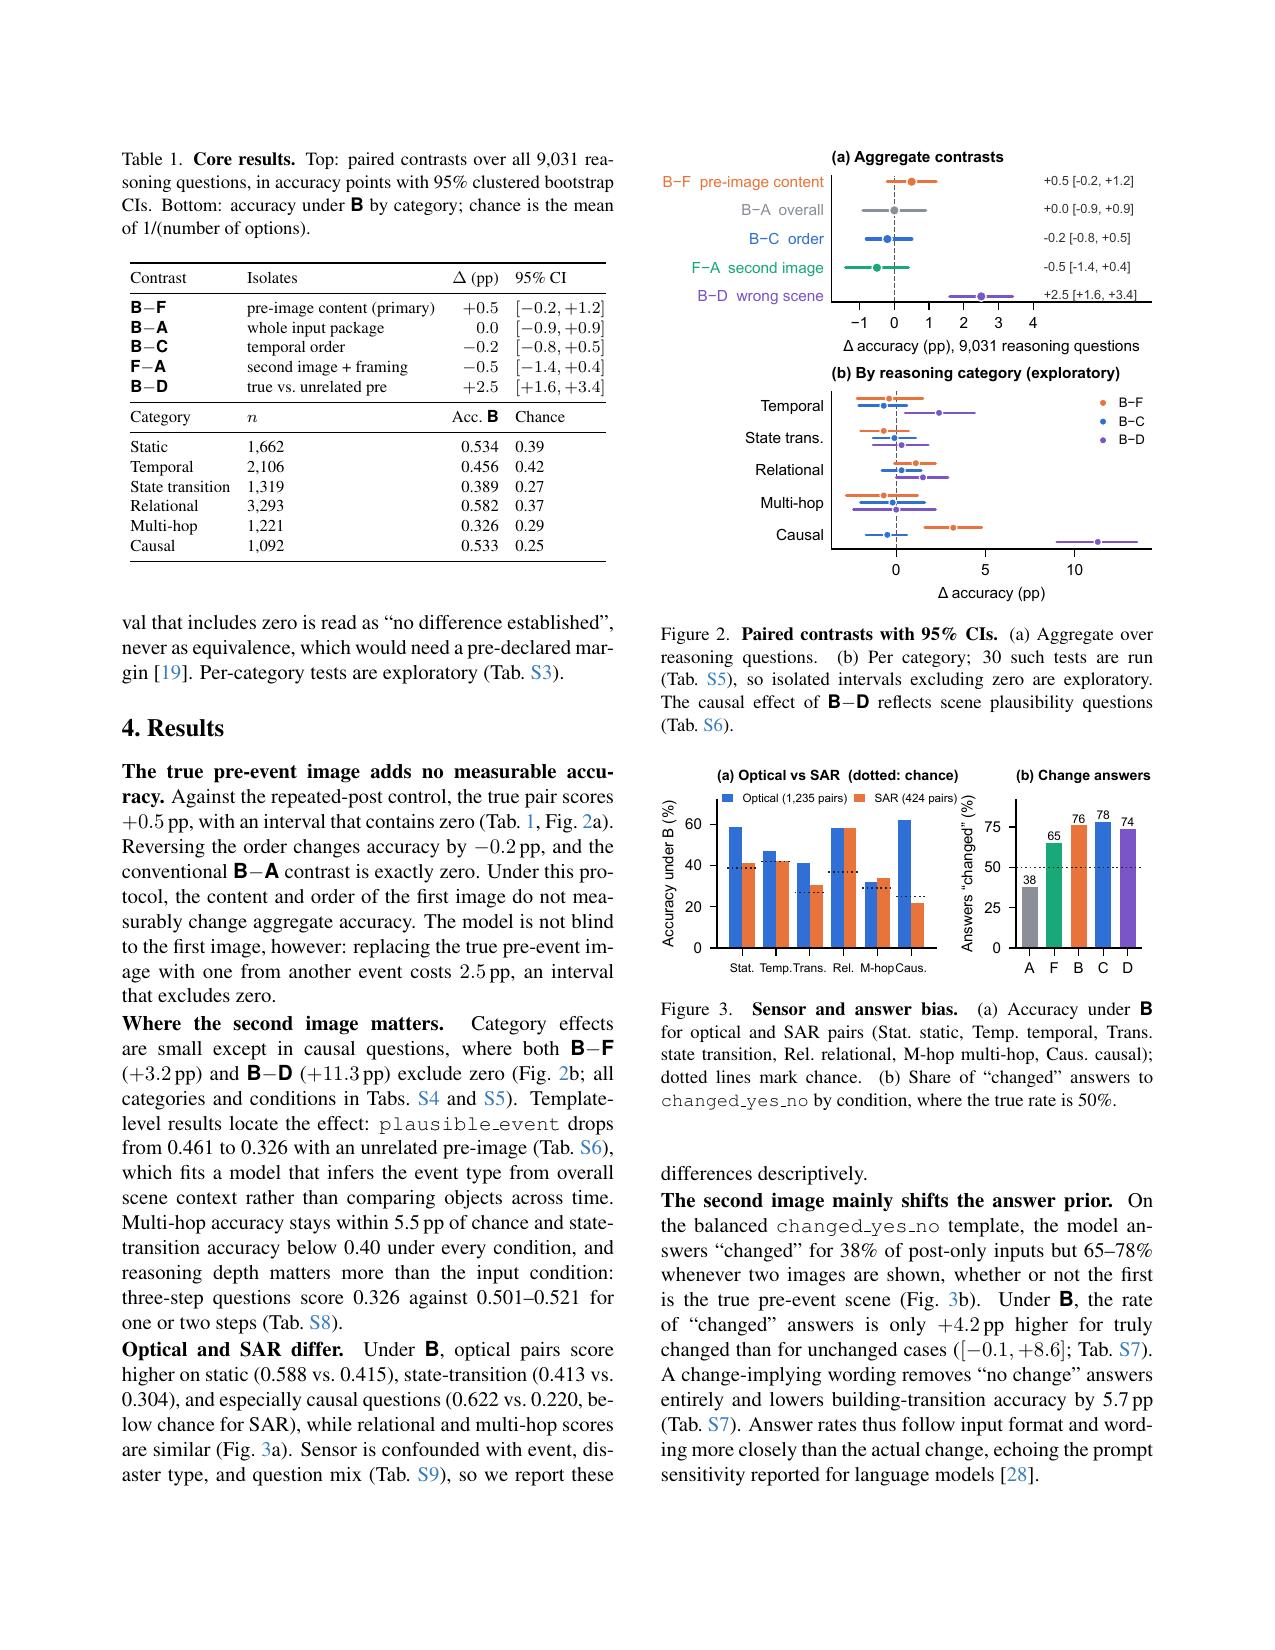 Table 1. Core results. Top: paired contrasts over all 9,031 rea-
soning questions, in accuracy points with 95% clustered bootstrap
CIs. Bottom: accuracy under B by category; chance is the mean
of 1/(number of options).
Contrast Isolates Δ (pp) 95% CI
B−F pre-image content (primary) +0.5 [−0.2, +1.2]
B−A whole input package 0.0 [−0.9, +0.9]
B−C temporal order −0.2 [−0.8, +0.5]
F−A second image + framing −0.5 [−1.4, +0.4]
B−D true vs. unrelated pre +2.5 [+1.6, +3.4]
Category n Acc. B Chance
Static 1,662 0.534 0.39
Temporal 2,106 0.456 0.42
State transition 1,319 0.389 0.27
Relational 3,293 0.582 0.37
Multi-hop 1,221 0.326 0.29
Causal 1,092 0.533 0.25
val that includes zero is read as “no difference established”,
never as equivalence, which would need a pre-declared mar-
gin [19]. Per-category tests are exploratory (Tab. S3).
4. Results
The true pre-event image adds no measurable accu-
racy. Against the repeated-post control, the true pair scores
+0.5 pp, with an interval that contains zero (Tab. 1, Fig. 2a).
Reversing the order changes accuracy by −0.2 pp, and the
conventional B−A contrast is exactly zero. Under this pro-
tocol, the content and order of the first image do not mea-
surably change aggregate accuracy. The model is not blind
to the first image, however: replacing the true pre-event im-
age with one from another event costs 2.5 pp, an interval
that excludes zero.
Where the second image matters. Category effects
are small except in causal questions, where both B−F
(+3.2 pp) and B−D (+11.3 pp) exclude zero (Fig. 2b; all
categories and conditions in Tabs. S4 and S5). Template-
level results locate the effect: plausible_event drops
from 0.461 to 0.326 with an unrelated pre-image (Tab. S6),
which fits a model that infers the event type from overall
scene context rather than comparing objects across time.
Multi-hop accuracy stays within 5.5 pp of chance and state-
transition accuracy below 0.40 under every condition, and
reasoning depth matters more than the input condition:
three-step questions score 0.326 against 0.501–0.521 for
one or two steps (Tab. S8).
Optical and SAR differ. Under B, optical pairs score
higher on static (0.588 vs. 0.415), state-transition (0.413 vs.
0.304), and especially causal questions (0.622 vs. 0.220, be-
low chance for SAR), while relational and multi-hop scores
are similar (Fig. 3a). Sensor is confounded with event, dis-
aster type, and question mix (Tab. S9), so we report these
(a) Aggregate contrasts
B−F pre-image content +0.5 [-0.2, +1.2]
B−A overall +0.0 [-0.9, +0.9]
B−C order -0.2 [-0.8, +0.5]
F−A second image -0.5 [-1.4, +0.4]
B−D wrong scene +2.5 [+1.6, +3.4]
−1 0 1 2 3 4
Δ accuracy (pp), 9,031 reasoning questions
(b) By reasoning category (exploratory)
Temporal
State trans.
Relational
Multi-hop
Causal
B−F
B−C
B−D
0 5 10
Δ accuracy (pp)
Figure 2. Paired contrasts with 95% CIs. (a) Aggregate over
reasoning questions. (b) Per category; 30 such tests are run
(Tab. S5), so isolated intervals excluding zero are exploratory.
The causal effect of B−D reflects scene plausibility questions
(Tab. S6).
(a) Optical vs SAR (dotted: chance)
Optical (1,235 pairs) SAR (424 pairs)
Accuracy under B (%)
60
40
20
0
Stat. Temp. Trans. Rel. M-hop Caus.
(b) Change answers
Answers “changed” (%)
75
50
25
0
38 65 76 78 74
A F B C D
Figure 3. Sensor and answer bias. (a) Accuracy under B
for optical and SAR pairs (Stat. static, Temp. temporal, Trans.
state transition, Rel. relational, M-hop multi-hop, Caus. causal);
dotted lines mark chance. (b) Share of “changed” answers to
changed_yes_no by condition, where the true rate is 50%.
differences descriptively.
The second image mainly shifts the answer prior. On
the balanced changed_yes_no template, the model an-
swers “changed” for 38% of post-only inputs but 65–78%
whenever two images are shown, whether or not the first
is the true pre-event scene (Fig. 3b). Under B, the rate
of “changed” answers is only +4.2 pp higher for truly
changed than for unchanged cases ([−0.1, +8.6]; Tab. S7).
A change-implying wording removes “no change” answers
entirely and lowers building-transition accuracy by 5.7 pp
(Tab. S7). Answer rates thus follow input format and word-
ing more closely than the actual change, echoing the prompt
sensitivity reported for language models [28].